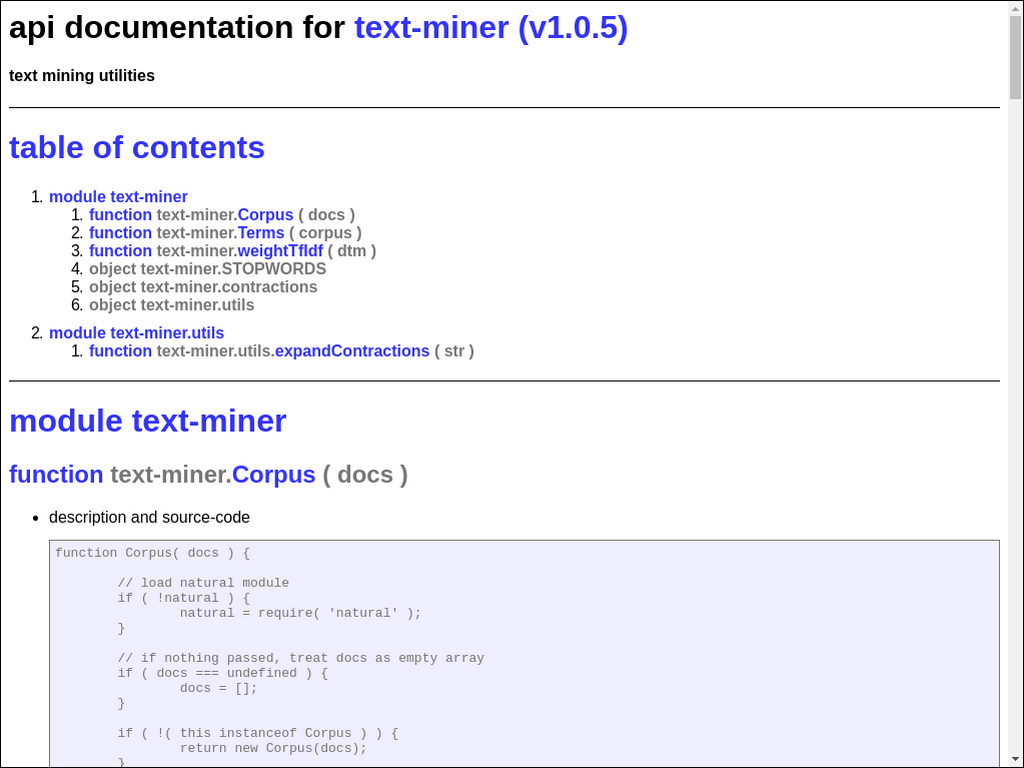 api documentation for text-miner (v1.0.5)
text mining utilities
table of contents
1. module text-miner
1. function text-miner.Corpus ( docs )
2. function text-miner.Terms ( corpus )
3. function text-miner.weightTfIdf ( dtm )
4. object text-miner.STOPWORDS
5. object text-miner.contractions
6. object text-miner.utils
2. module text-miner.utils
1. function text-miner.utils.expandContractions ( str )
module text-miner
function text-miner.Corpus ( docs )
• description and source-code
function Corpus( docs ) {
// load natural module
if ( !natural ) {
natural = require( 'natural' );
}
// if nothing passed, treat docs as empty array
if ( docs === undefined ) {
docs = [];
}
if ( !( this instanceof Corpus ) ) {
return new Corpus(docs);
}